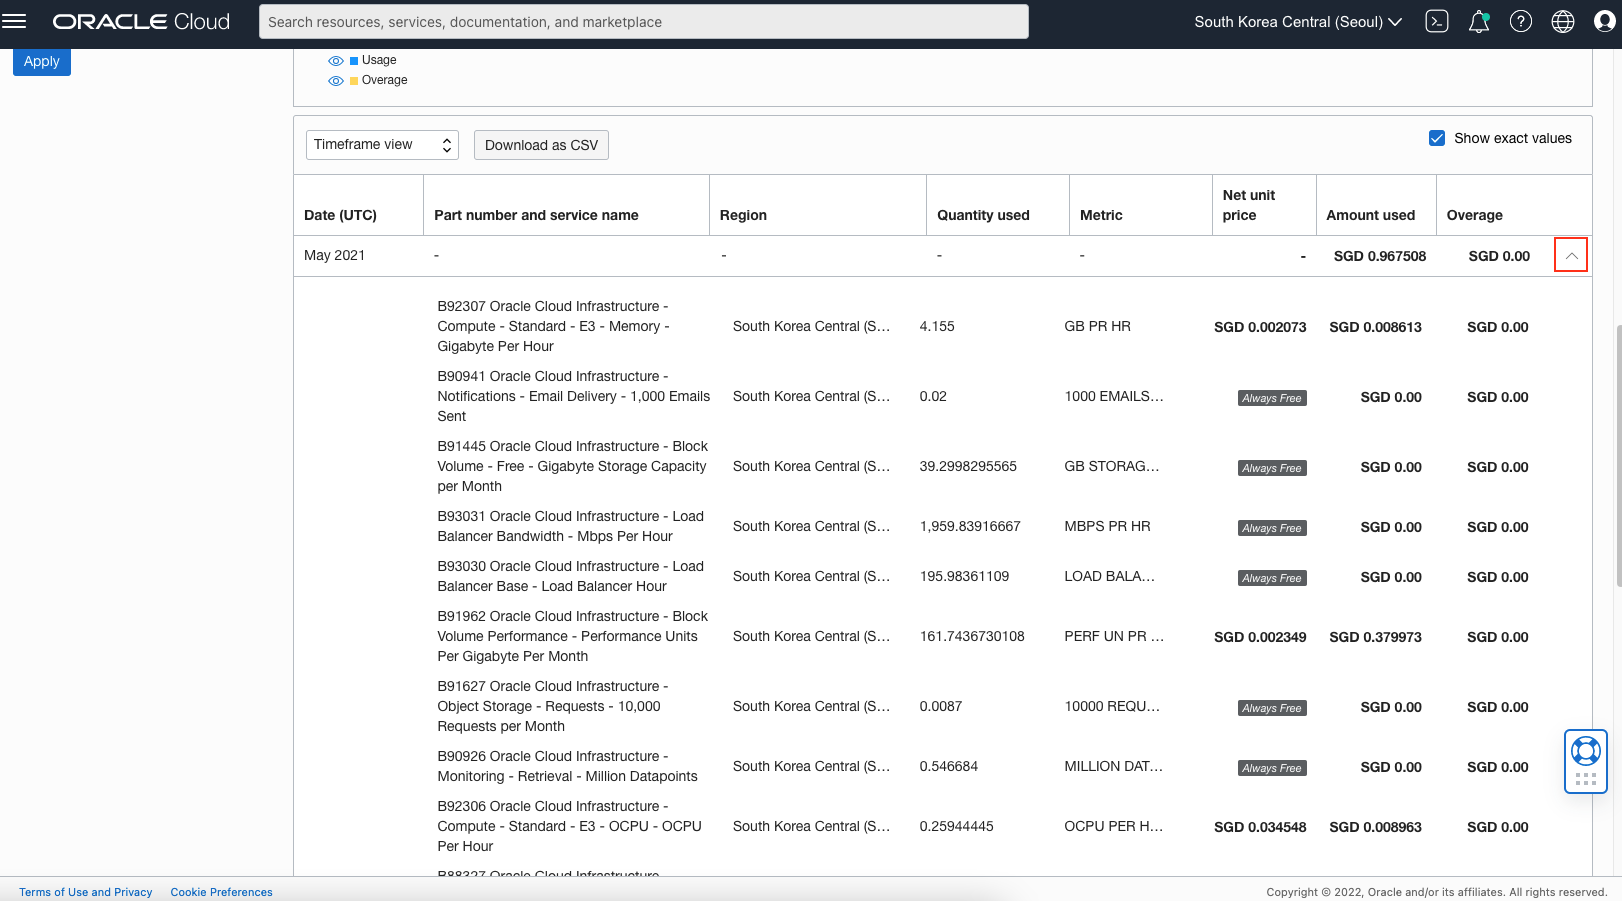 ORACLE Cloud
Search resources, services, documentation, and marketplace
South Korea Central (Seoul)
Apply
Usage
Overage
Timeframe view
Download as CSV
Show exact values
Date (UTC) Part number and service name Region Quantity used Metric Net unit price Amount used Overage
May 2021 - - - - - SGD 0.967508 SGD 0.00
B92307 Oracle Cloud Infrastructure -
Compute - Standard - E3 - Memory - South Korea Central (S... 4.155 GB PR HR SGD 0.002073 SGD 0.008613 SGD 0.00
Gigabyte Per Hour
B90941 Oracle Cloud Infrastructure -
Notifications - Email Delivery - 1,000 Emails South Korea Central (S... 0.02 1000 EMAILS... Always Free SGD 0.00 SGD 0.00
Sent
B91445 Oracle Cloud Infrastructure - Block
Volume - Free - Gigabyte Storage Capacity South Korea Central (S... 39.2998295565 GB STORAG... Always Free SGD 0.00 SGD 0.00
per Month
B93031 Oracle Cloud Infrastructure - Load
Balancer Bandwidth - Mbps Per Hour South Korea Central (S... 1,959.83916667 MBPS PR HR Always Free SGD 0.00 SGD 0.00
B93030 Oracle Cloud Infrastructure - Load
Balancer Base - Load Balancer Hour South Korea Central (S... 195.98361109 LOAD BALA... Always Free SGD 0.00 SGD 0.00
B91962 Oracle Cloud Infrastructure - Block
Volume Performance - Performance Units South Korea Central (S... 161.7436730108 PERF UN PR ... SGD 0.002349 SGD 0.379973 SGD 0.00
Per Gigabyte Per Month
B91627 Oracle Cloud Infrastructure -
Object Storage - Requests - 10,000 South Korea Central (S... 0.0087 10000 REQU... Always Free SGD 0.00 SGD 0.00
Requests per Month
B90926 Oracle Cloud Infrastructure -
Monitoring - Retrieval - Million Datapoints South Korea Central (S... 0.546684 MILLION DAT... Always Free SGD 0.00 SGD 0.00
B92306 Oracle Cloud Infrastructure -
Compute - Standard - E3 - OCPU - OCPU South Korea Central (S... 0.25944445 OCPU PER H... SGD 0.034548 SGD 0.008963 SGD 0.00
Per Hour
B88327 Oracle Cloud Infrastructure
Terms of Use and Privacy Cookie Preferences
Copyright © 2022, Oracle and/or its affiliates. All rights reserved.